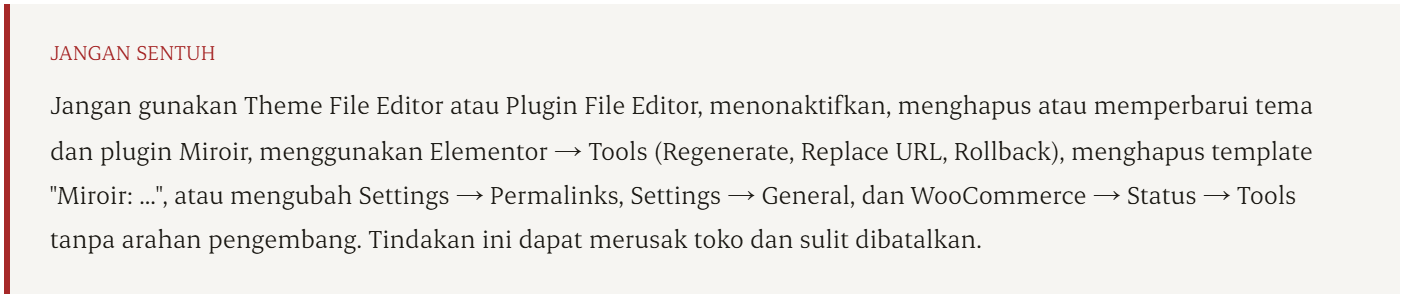 JANGAN SENTUH
Jangan gunakan Theme File Editor atau Plugin File Editor, menonaktifkan, menghapus atau memperbarui tema
dan plugin Miroir, menggunakan Elementor → Tools (Regenerate, Replace URL, Rollback), menghapus template
"Miroir: ...", atau mengubah Settings → Permalinks, Settings → General, dan WooCommerce → Status → Tools
tanpa arahan pengembang. Tindakan ini dapat merusak toko dan sulit dibatalkan.